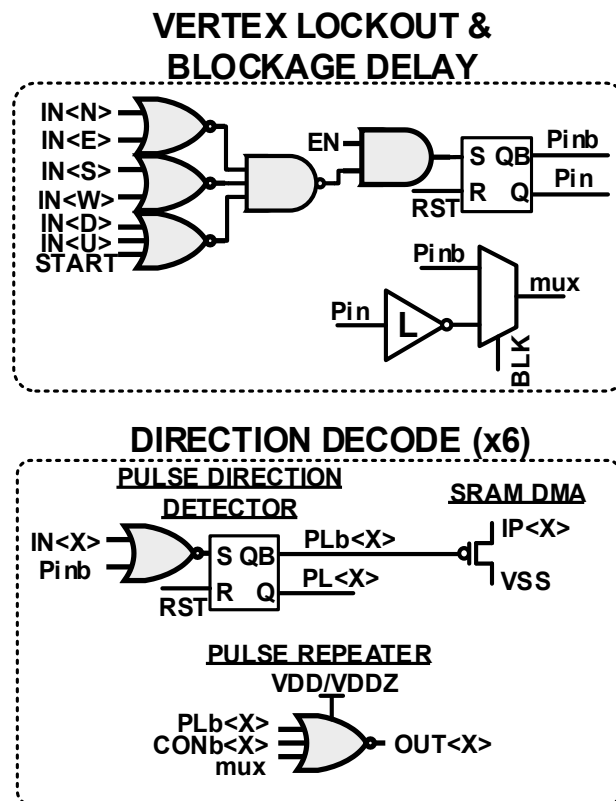 VERTEX LOCKOUT &
BLOCKAGE DELAY
IN<N>
IN<E>
IN<S>
IN<W>
IN<D>
IN<U>
START
EN
S QB
R Q
RST
Pinb
Pin
Pinb
Pin
L
mux
BLK
DIRECTION DECODE (x6)
PULSE DIRECTION
DETECTOR
SRAM DMA
IN<X>
Pinb
S QB
R Q
RST
PLb<X>
PL<X>
IP<X>
VSS
PULSE REPEATER
VDD/VDDZ
PLb<X>
CONb<X>
mux
OUT<X>